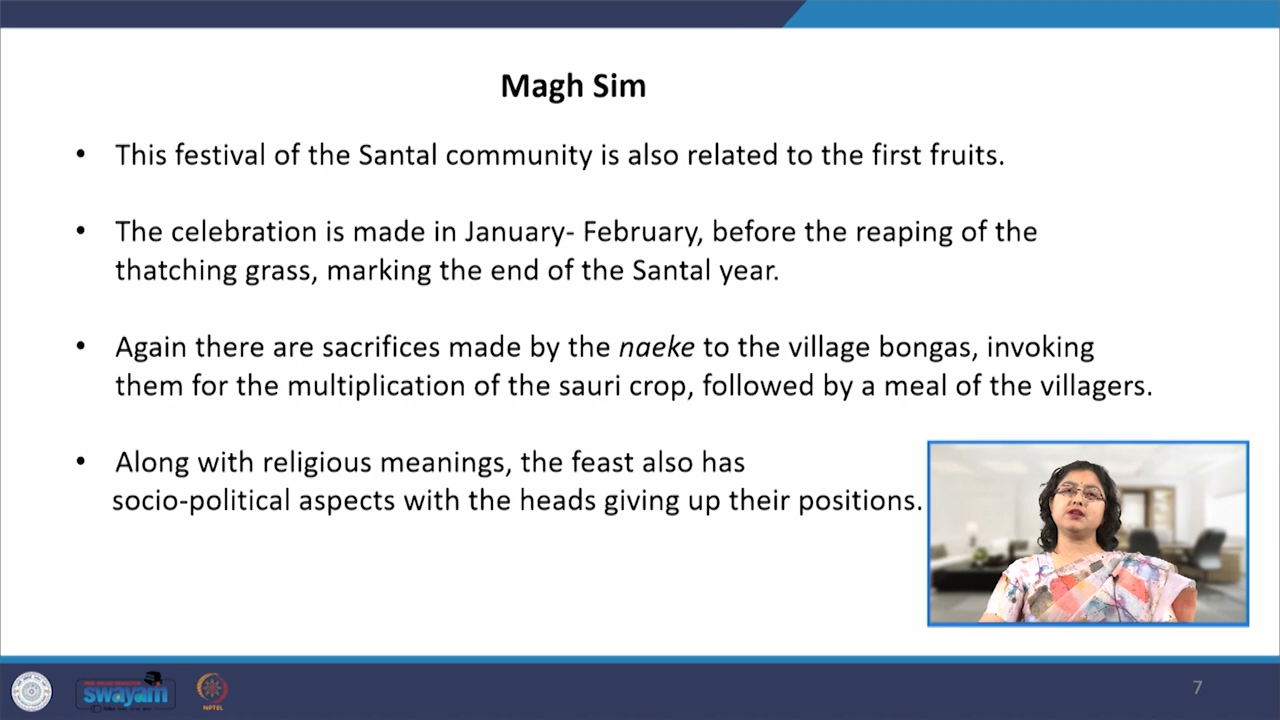 Magh Sim
• This festival of the Santal community is also related to the first fruits.
• The celebration is made in January- February, before the reaping of the
thatching grass, marking the end of the Santal year.
• Again there are sacrifices made by the naeke to the village bongas, invoking
them for the multiplication of the sauri crop, followed by a meal of the villagers.
• Along with religious meanings, the feast also has
socio-political aspects with the heads giving up their positions.
swayam
NPTEL
7